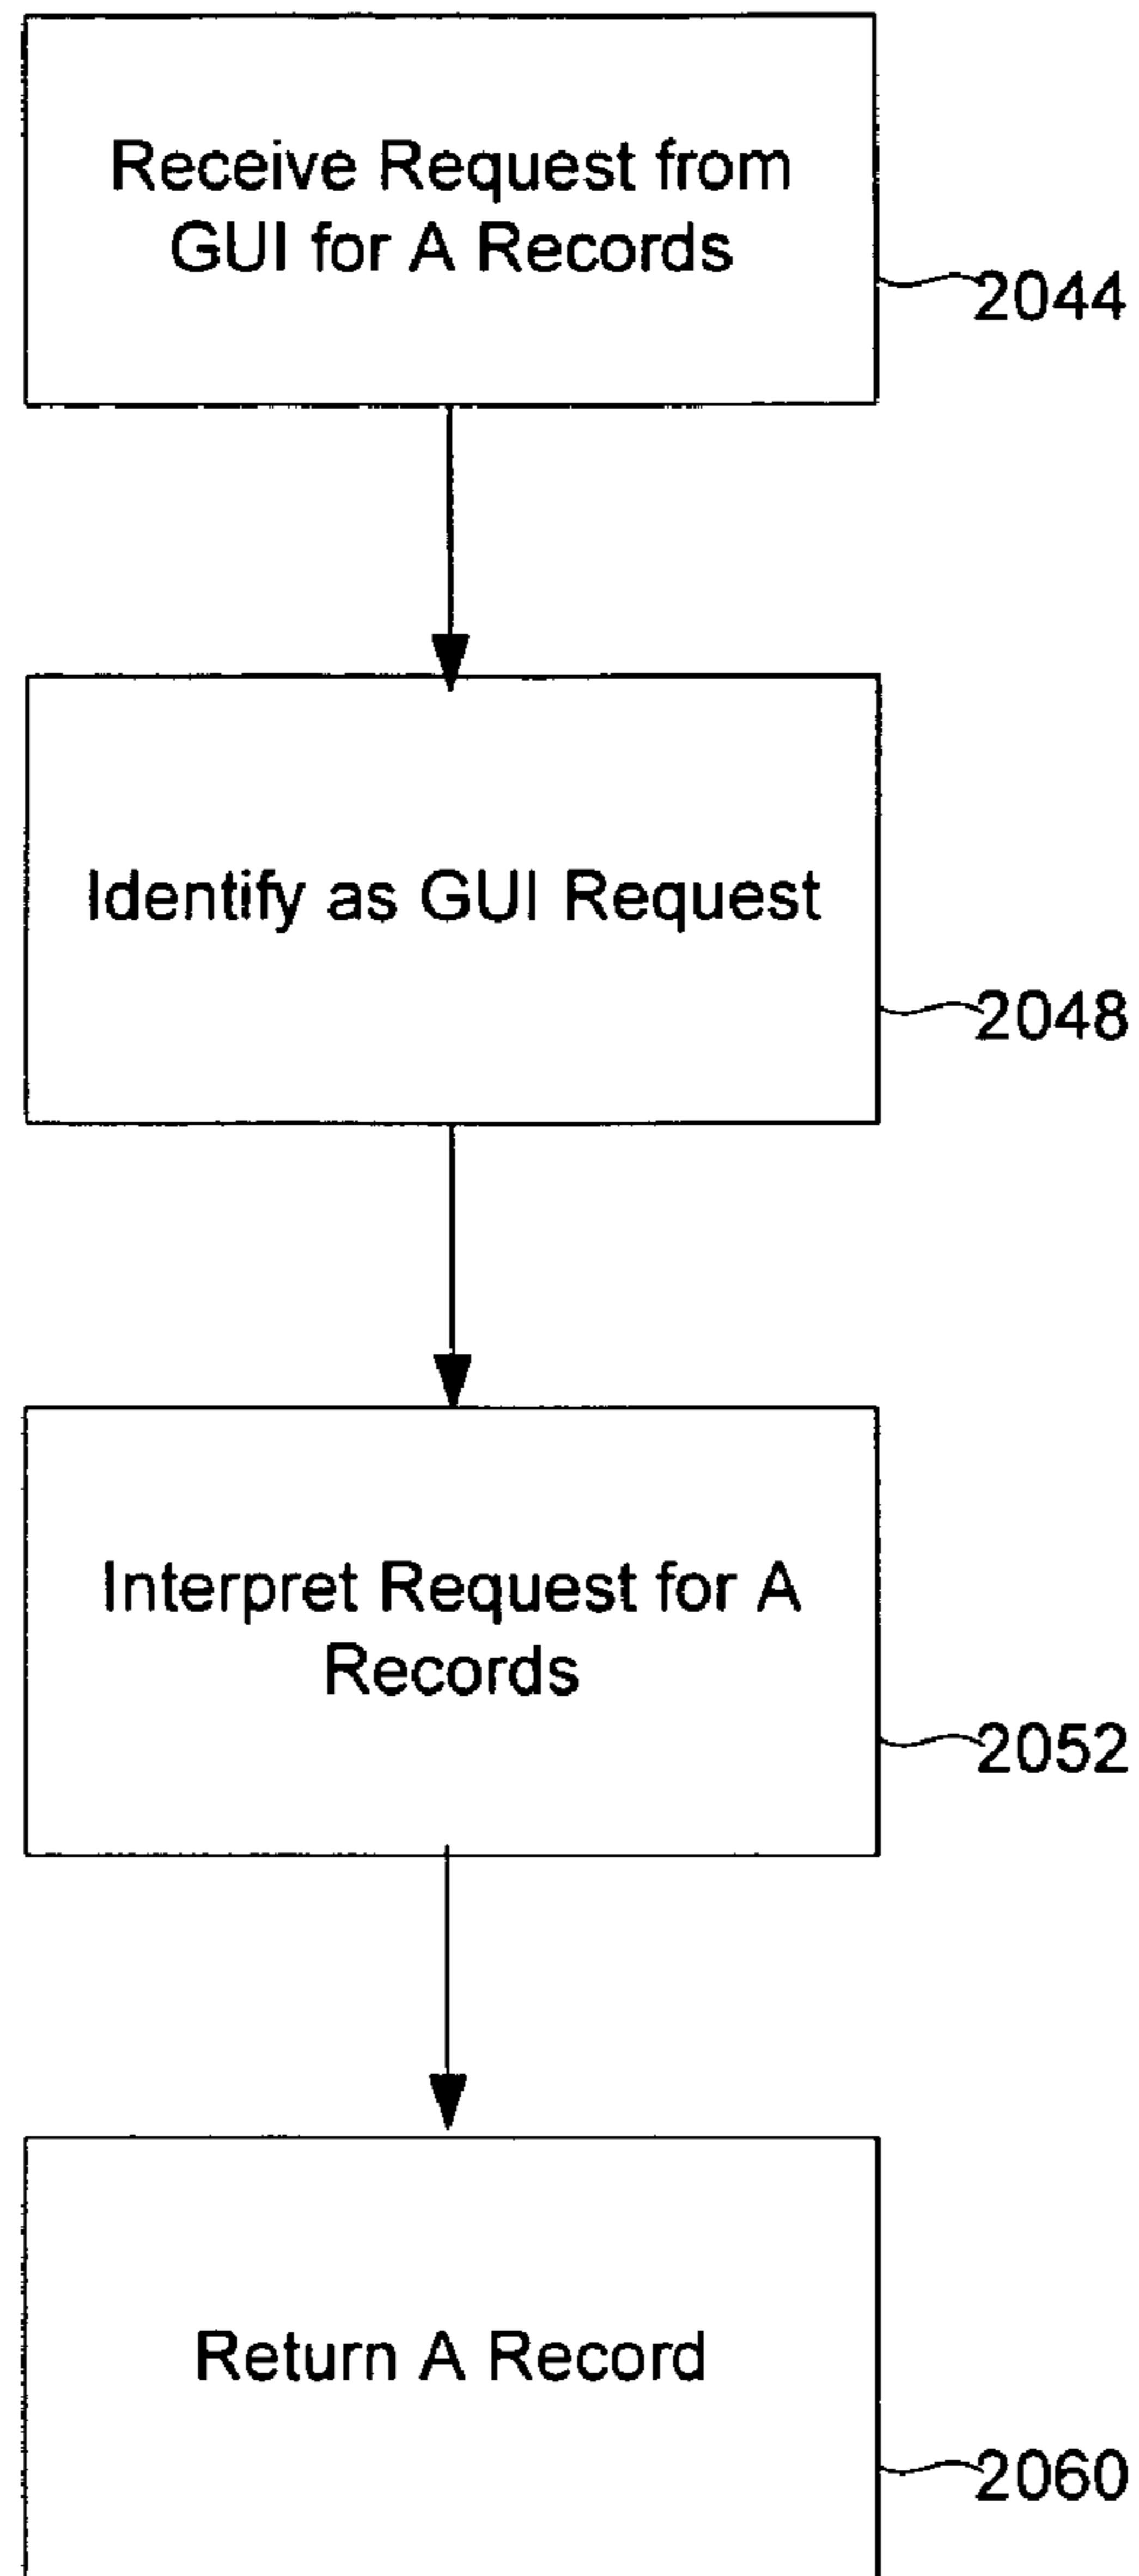 Receive Request from
GUI for A Records
2044
Identify as GUI Request
2048
Interpret Request for A
Records
2052
Return A Record
2060